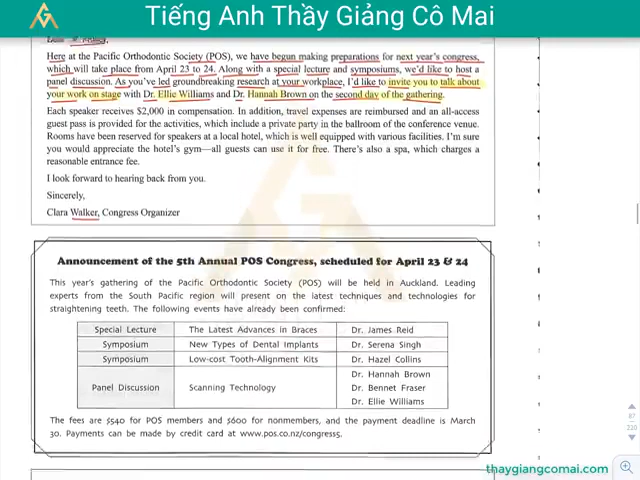 Tiếng Anh Thầy Giảng Cô Mai
Here at the Pacific Orthodontic Society (POS), we have begun making preparations for next year's congress,
which will take place from April 23 to 24. Along with a special lecture and symposiums, we'd like to host a
panel discussion. As you've led groundbreaking research at your workplace, I'd like to invite you to talk about
your work on stage with Dr. Ellie Williams and Dr. Hannah Brown on the second day of the gathering.
Each speaker receives $2,000 in compensation. In addition, travel expenses are reimbursed and an all-access
guest pass is provided for the activities, which include a private party in the ballroom of the conference venue.
Rooms have been reserved for speakers at a local hotel, which is well equipped with various facilities. I'm sure
you would appreciate the hotel's gym—all guests can use it for free. There's also a spa, which charges a
reasonable entrance fee.
I look forward to hearing back from you.
Sincerely,
Clara Walker, Congress Organizer
Announcement of the 5th Annual POS Congress, scheduled for April 23 & 24
This year's gathering of the Pacific Orthodontic Society (POS) will be held in Auckland. Leading
experts from the South Pacific region will present on the latest techniques and technologies for
straightening teeth. The following events have already been confirmed:
Special Lecture The Latest Advances in Braces Dr. James Reid
Symposium New Types of Dental Implants Dr. Serena Singh
Symposium Low-cost Tooth-Alignment Kits Dr. Hazel Collins
Dr. Hannah Brown
Panel Discussion Scanning Technology Dr. Bennet Fraser
Dr. Ellie Williams
The fees are $540 for POS members and $600 for nonmembers, and the payment deadline is March
30. Payments can be made by credit card at www.pos.co.nz/congress5.
87
220
thaygiangcomai.com